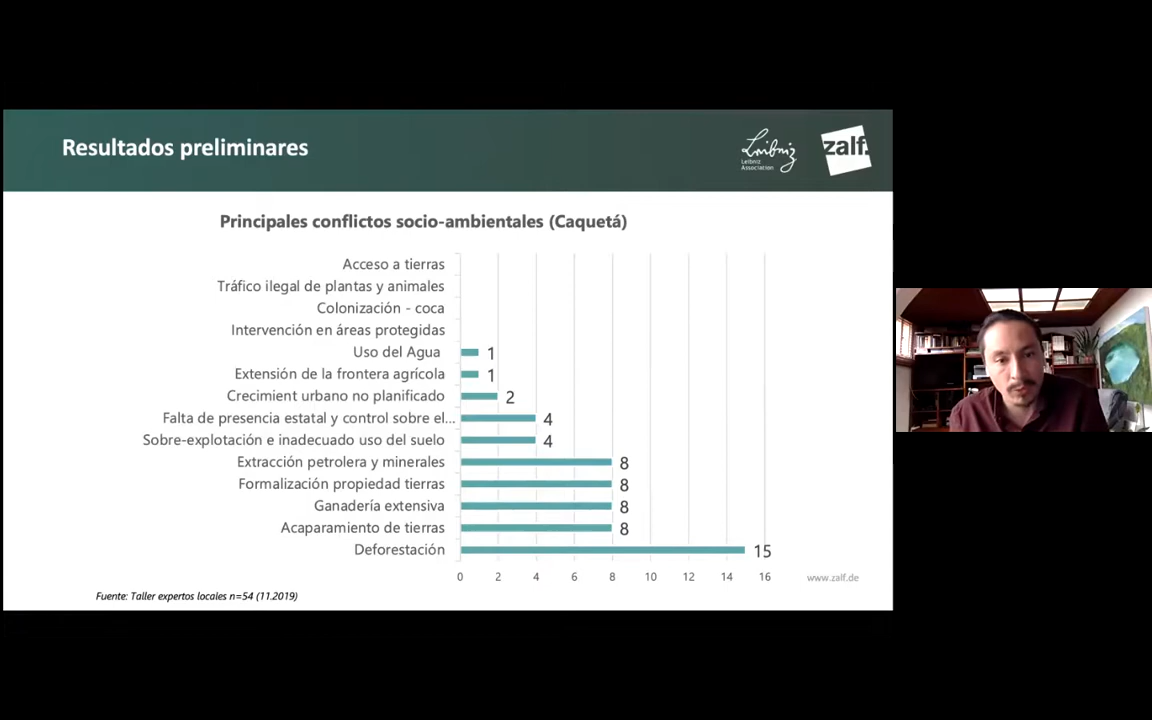 Resultados preliminares
Leibniz
Leibniz
Association
zalf.
Principales conflictos socio-ambientales (Caquetá)
Acceso a tierras
Tráfico ilegal de plantas y animales
Colonización - coca
Intervención en áreas protegidas
Uso del Agua 1
Extensión de la frontera agrícola 1
Crecimient urbano no planificado 2
Falta de presencia estatal y control sobre el... 4
Sobre-explotación e inadecuado uso del suelo 4
Extracción petrolera y minerales 8
Formalización propiedad tierras 8
Ganadería extensiva 8
Acaparamiento de tierras 8
Deforestación 15
0 2 4 6 8 10 12 14 16
www.zalf.de
Fuente: Taller expertos locales n=54 (11.2019)